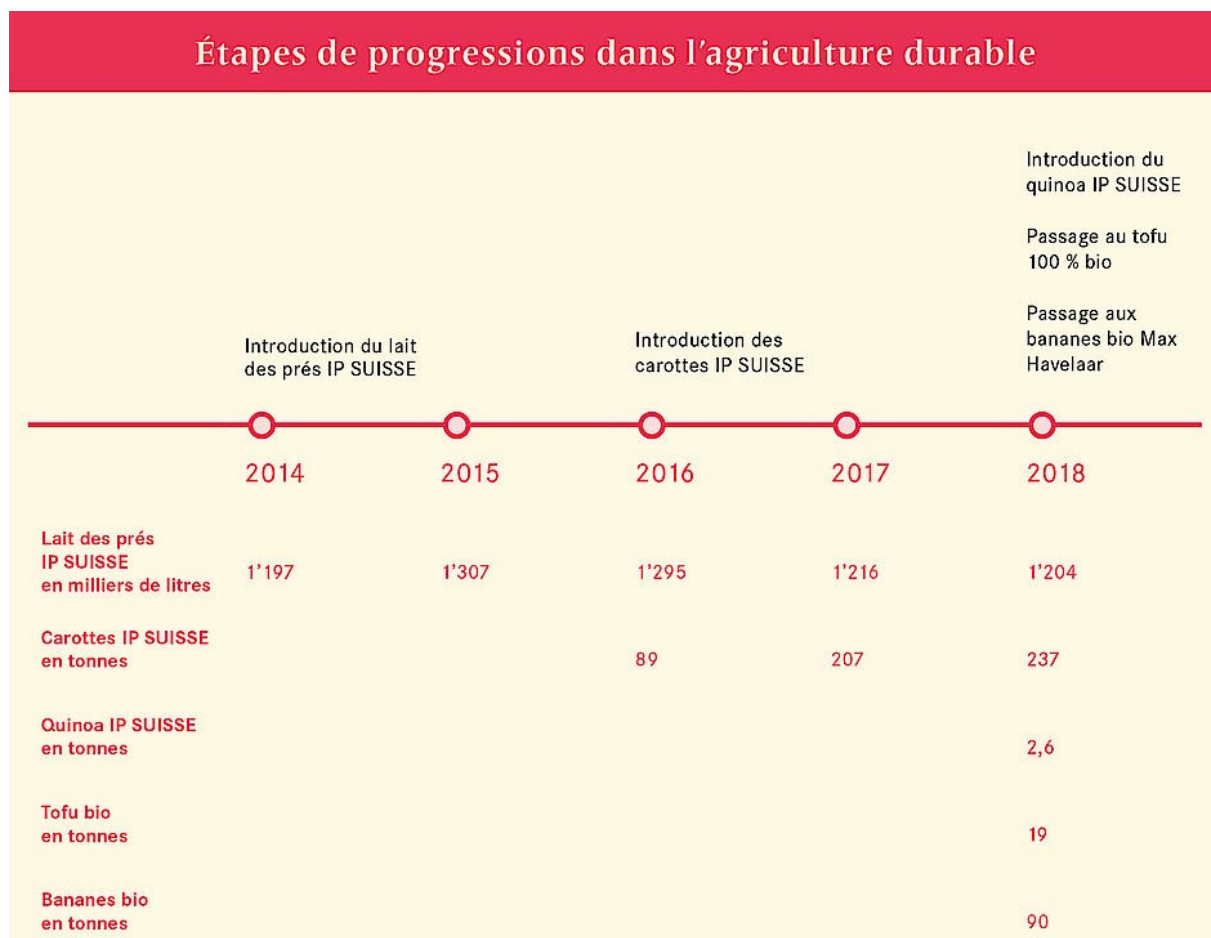 Étapes de progressions dans l'agriculture durable
Introduction du
quinoa IP SUISSE
Passage au tofu
100 % bio
Passage aux
bananes bio Max
Havelaar
Introduction du lait
des prés IP SUISSE
Introduction des
carottes IP SUISSE
2014 2015 2016 2017 2018
Lait des prés
IP SUISSE
en milliers de litres
1'197 1'307 1'295 1'216 1'204
Carottes IP SUISSE
en tonnes
89 207 237
Quinoa IP SUISSE
en tonnes
2,6
Tofu bio
en tonnes
19
Bananes bio
en tonnes
90